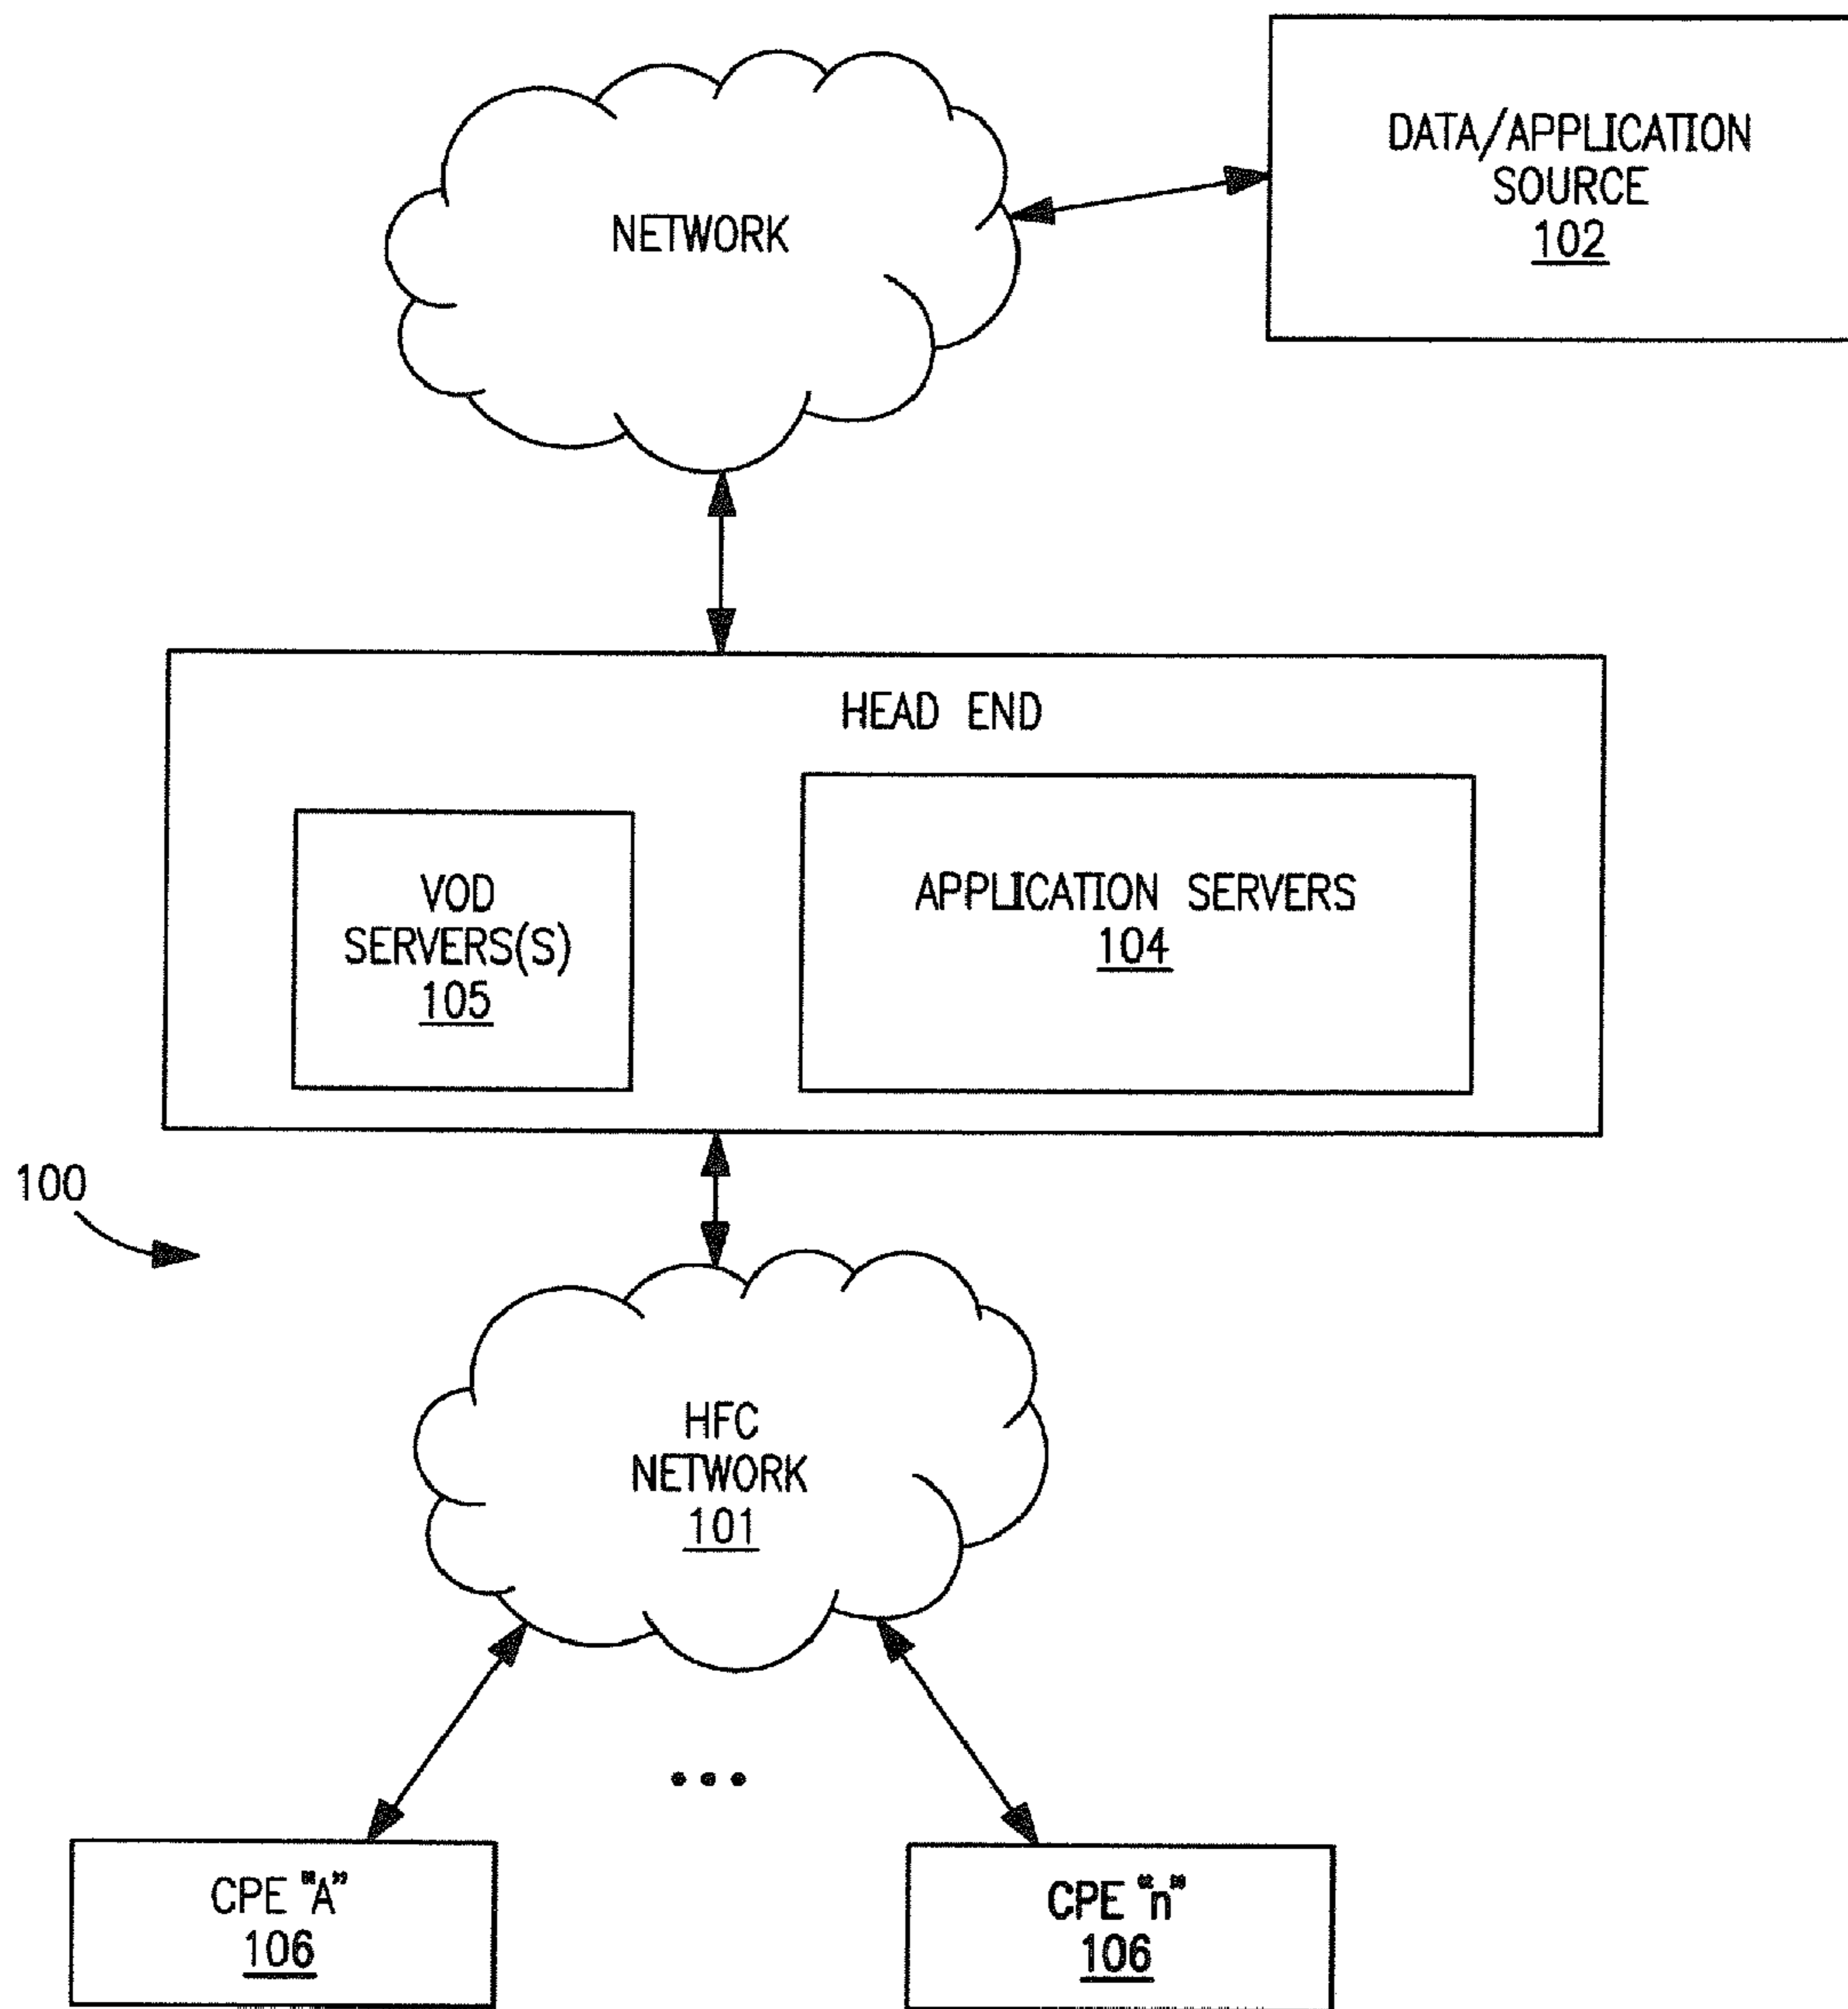 DATA/APPLICATION
SOURCE
102
NETWORK
HEAD END
VOD
SERVERS(S)
105
APPLICATION SERVERS
104
100
HFC
NETWORK
101
•••
CPE "A"
106
CPE "n"
106